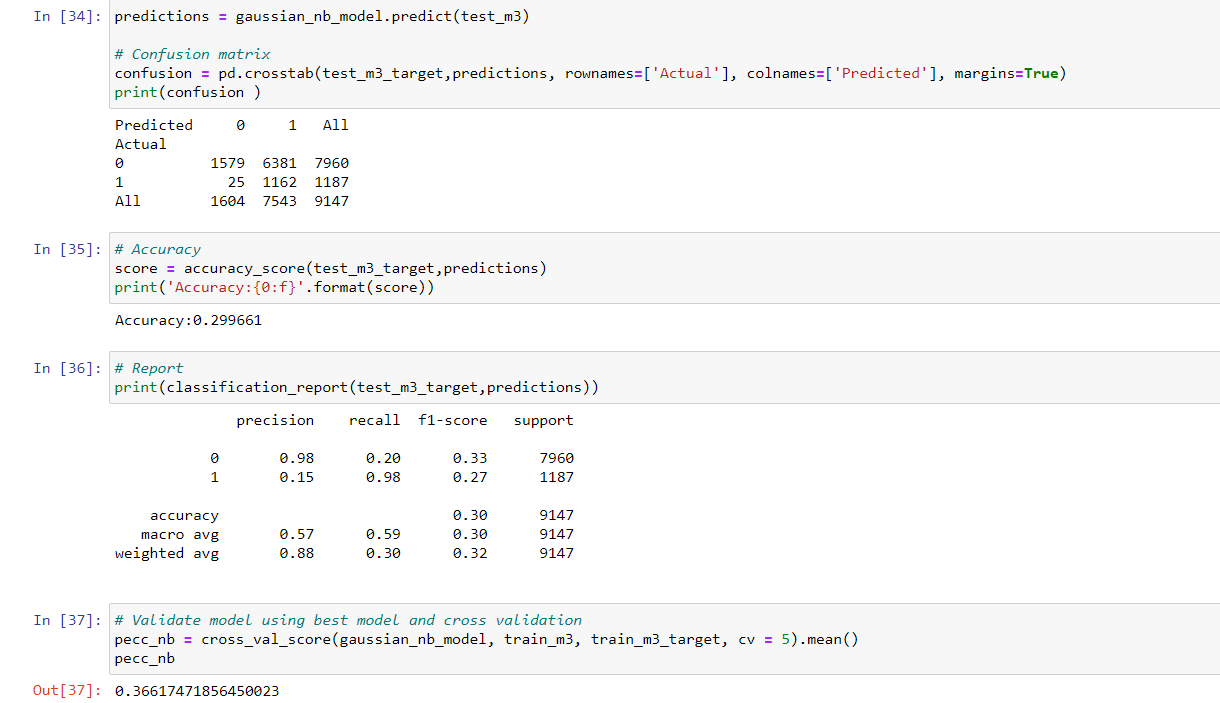 In [34]: predictions = gaussian_nb_model.predict(test_m3)
# Confusion matrix
confusion = pd.crosstab(test_m3_target,predictions, rownames=['Actual'], colnames=['Predicted'], margins=True)
print(confusion )
Predicted     0     1   All
Actual
0          1579  6381  7960
1            25  1162  1187
All        1604  7543  9147
In [35]: # Accuracy
score = accuracy_score(test_m3_target,predictions)
print('Accuracy:{0:f}'.format(score))
Accuracy:0.299661
In [36]: # Report
print(classification_report(test_m3_target,predictions))
              precision    recall  f1-score   support
           0       0.98      0.20      0.33      7960
           1       0.15      0.98      0.27      1187
    accuracy                           0.30      9147
   macro avg       0.57      0.59      0.30      9147
weighted avg       0.88      0.30      0.32      9147
In [37]: # Validate model using best model and cross validation
pecc_nb = cross_val_score(gaussian_nb_model, train_m3, train_m3_target, cv = 5).mean()
pecc_nb
Out[37]: 0.36617471856450023